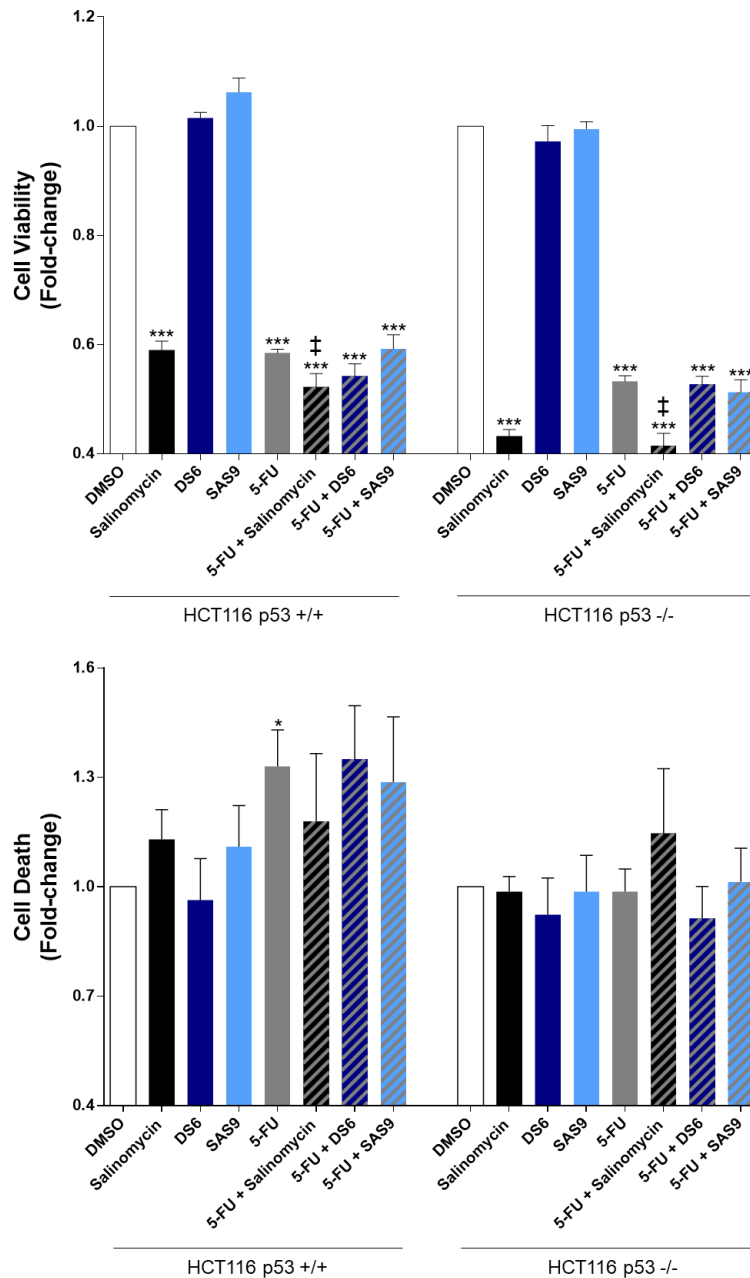 Cell Viability
(Fold-change)
1.2
1.0
0.8
0.6
0.4
***
***
‡
***
***
***
***
***
‡
***
***
***
DMSO
Salinomycin
DS6
SAS9
5-FU
5-FU + Salinomycin
5-FU + DS6
5-FU + SAS9
DMSO
Salinomycin
DS6
SAS9
5-FU
5-FU + Salinomycin
5-FU + DS6
5-FU + SAS9
HCT116 p53 +/+
HCT116 p53 -/-
Cell Death
(Fold-change)
1.6
1.3
1.0
0.7
0.4
*
DMSO
Salinomycin
DS6
SAS9
5-FU
5-FU + Salinomycin
5-FU + DS6
5-FU + SAS9
DMSO
Salinomycin
DS6
SAS9
5-FU
5-FU + Salinomycin
5-FU + DS6
5-FU + SAS9
HCT116 p53 +/+
HCT116 p53 -/-